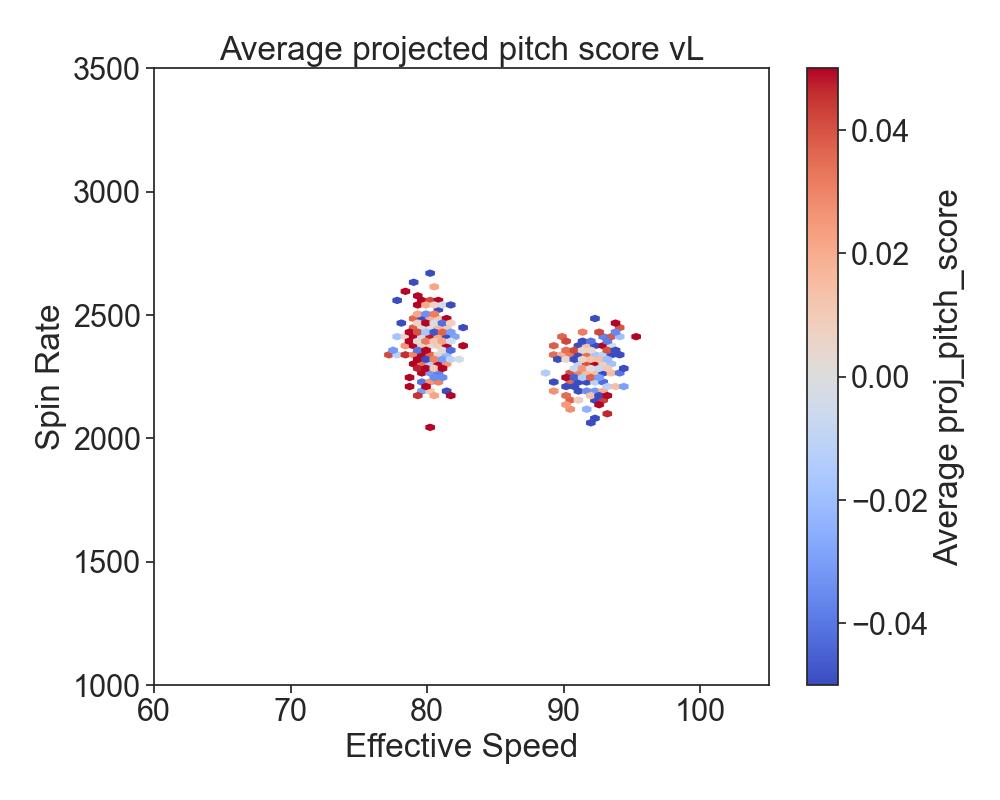 Average projected pitch score vL
3500
3000
2500
2000
1500
1000
Spin Rate
60 70 80 90 100
Effective Speed
0.04
0.02
0.00
−0.02
−0.04
Average proj_pitch_score